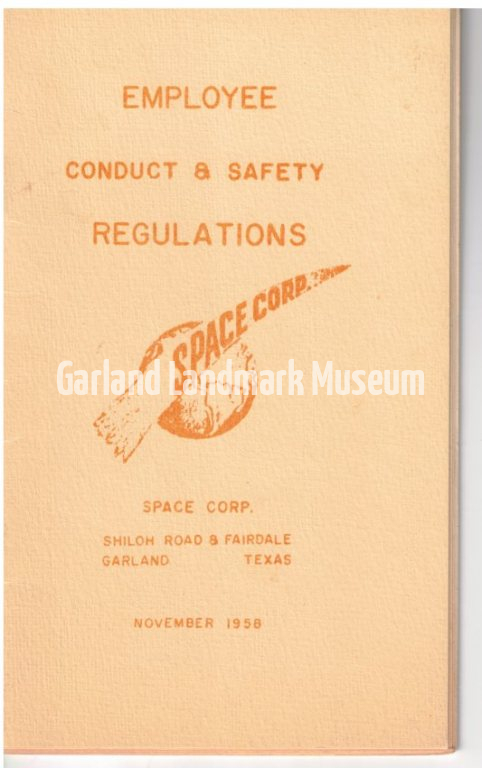 EMPLOYEE
CONDUCT & SAFETY
REGULATIONS
SPACE CORP.
Garland Landmark Museum
SPACE CORP.
SHILOH ROAD & FAIRDALE
GARLAND TEXAS
NOVEMBER 1958